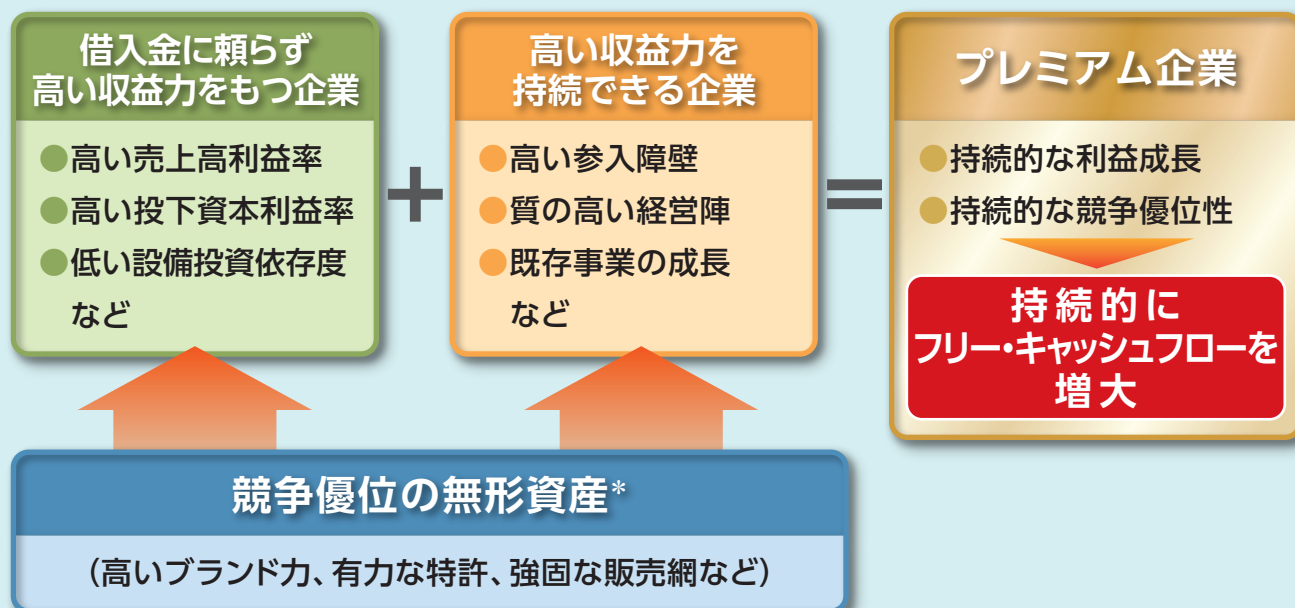 借入金に頼らず
高い収益力をもつ企業
●高い売上高利益率
●高い投下資本利益率
●低い設備投資依存度
など
+
高い収益力を
持続できる企業
●高い参入障壁
●質の高い経営陣
●既存事業の成長
など
=
プレミアム企業
●持続的な利益成長
●持続的な競争優位性
持続的に
フリー・キャッシュフローを
増大
競争優位の無形資産*
（高いブランド力、有力な特許、強固な販売網など）